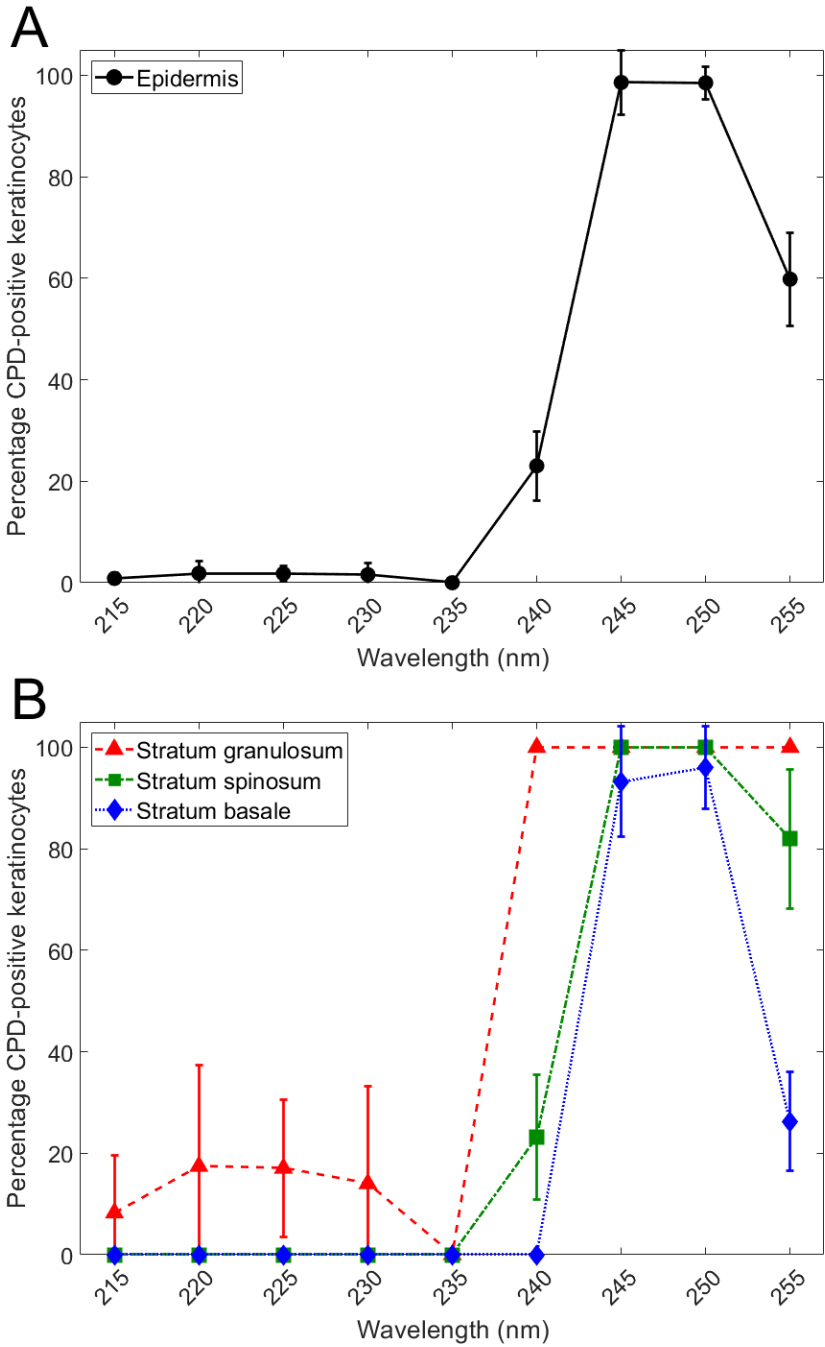 A
Epidermis
Percentage CPD-positive keratinocytes
100
80
60
40
20
0
215 220 225 230 235 240 245 250 255
Wavelength (nm)
B
Stratum granulosum
Stratum spinosum
Stratum basale
Percentage CPD-positive keratinocytes
100
80
60
40
20
0
215 220 225 230 235 240 245 250 255
Wavelength (nm)